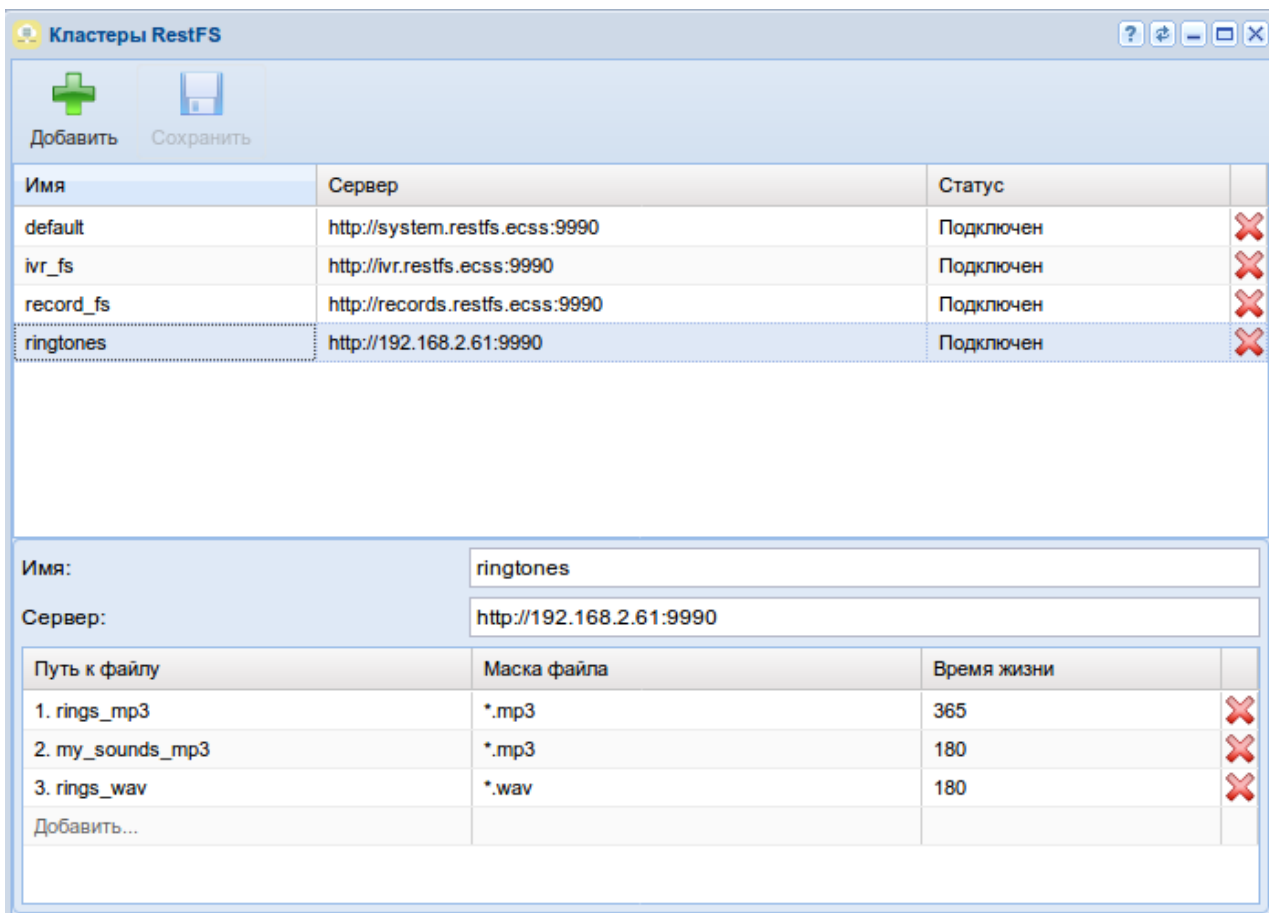 Кластеры RestFS
Добавить Сохранить
Имя Сервер Статус
default http://system.restfs.ecss:9990 Подключен
ivr_fs http://ivr.restfs.ecss:9990 Подключен
record_fs http://records.restfs.ecss:9990 Подключен
ringtones http://192.168.2.61:9990 Подключен
Имя: ringtones
Сервер: http://192.168.2.61:9990
Путь к файлу Маска файла Время жизни
1. rings_mp3 *.mp3 365
2. my_sounds_mp3 *.mp3 180
3. rings_wav *.wav 180
Добавить...